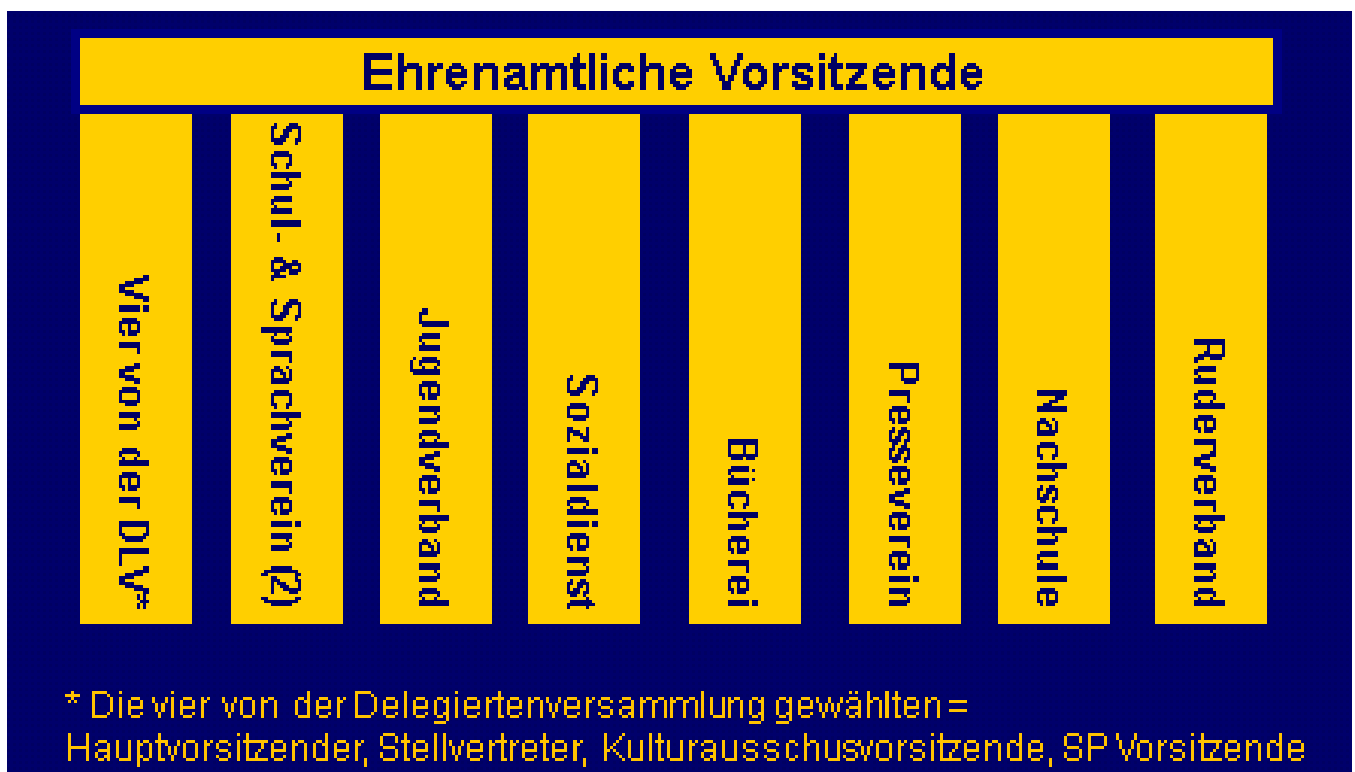 Ehrenamtliche Vorsitzende
Vier von der DLV*
Schul- & Sprachverein (2)
Jugendverband
Sozialdienst
Bücherei
Presseverein
Nachschule
Ruderverband
* Die vier von der Delegiertenversammlung gewählten =
Hauptvorsitzender, Stellvertreter, Kulturausschusvorsitzende, SP Vorsitzende